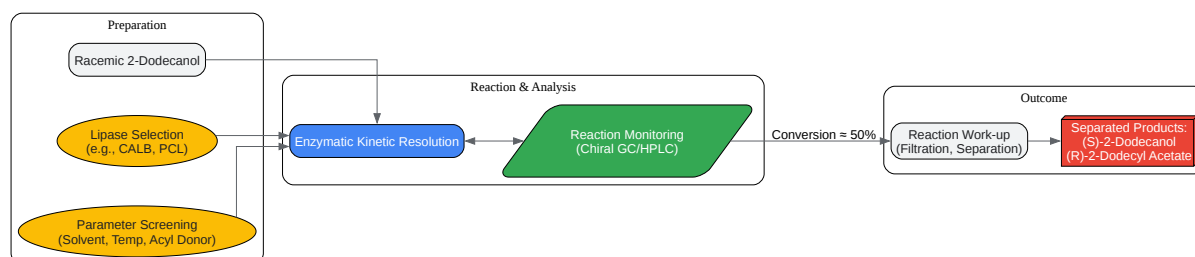 Preparation
Racemic 2-Dodecanol
Lipase Selection
(e.g., CALB, PCL)
Parameter Screening
(Solvent, Temp, Acyl Donor)
Reaction & Analysis
Enzymatic Kinetic Resolution
Reaction Monitoring
(Chiral GC/HPLC)
Conversion ≈ 50%
Outcome
Reaction Work-up
(Filtration, Separation)
Separated Products:
(S)-2-Dodecanol
(R)-2-Dodecyl Acetate